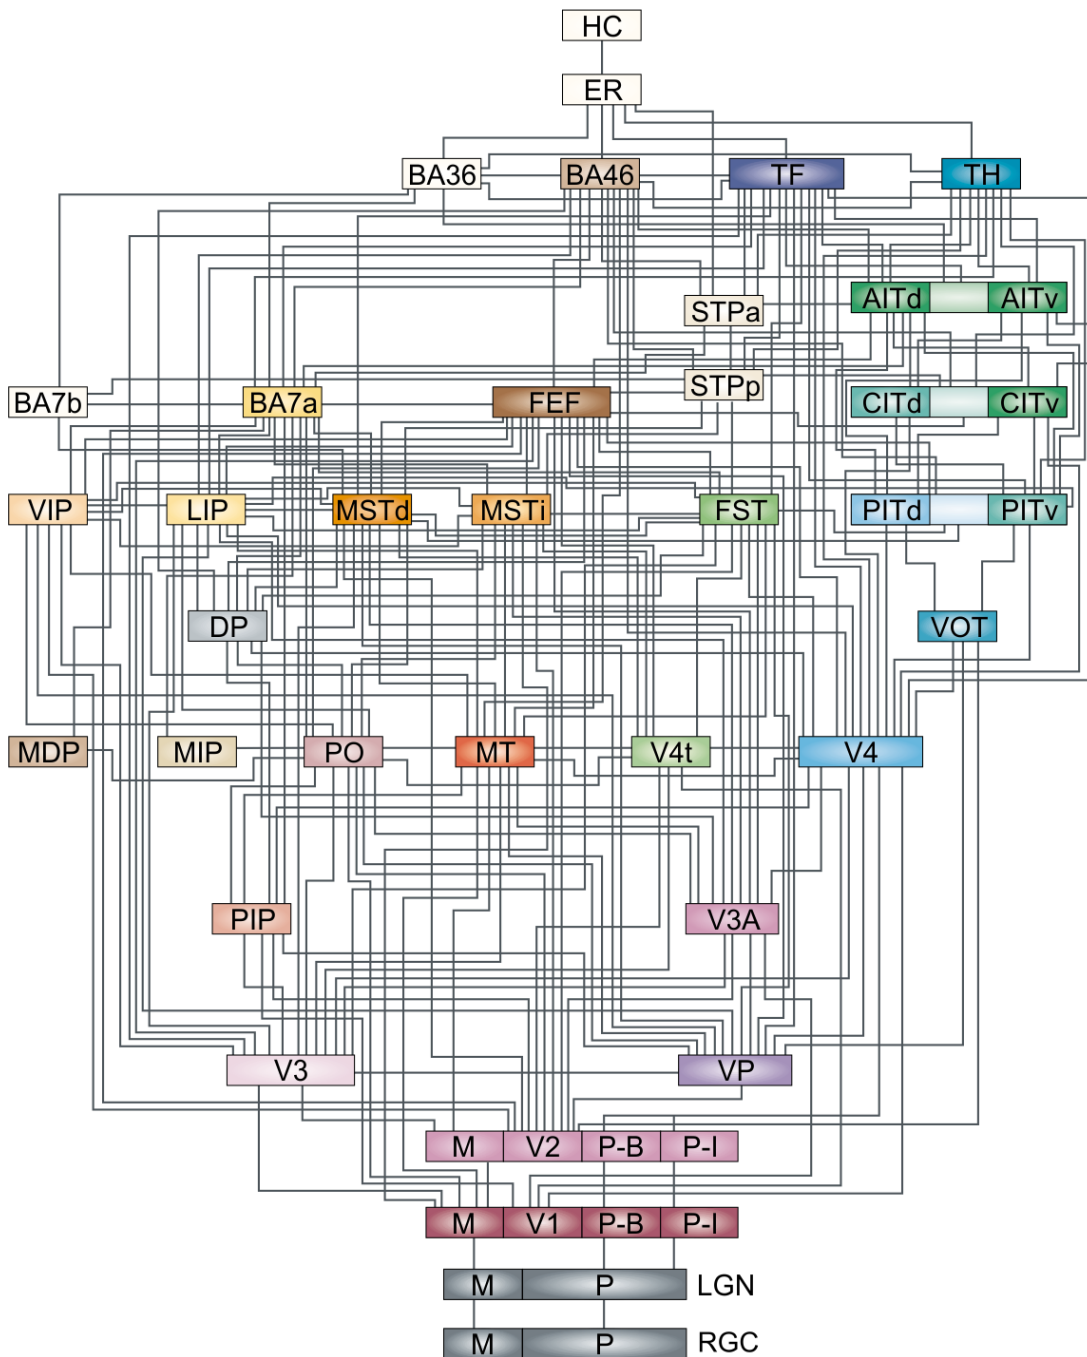 HC
ER
BA36 BA46 TF TH
AITd AITv
STPa
STPp
BA7b BA7a FEF CITd CITv
VIP LIP MSTd MSTi FST PITd PITv
DP VOT
MDP MIP PO MT V4t V4
PIP V3A
V3 VP
M V2 P-B P-I
M V1 P-B P-I
M P LGN
M P RGC